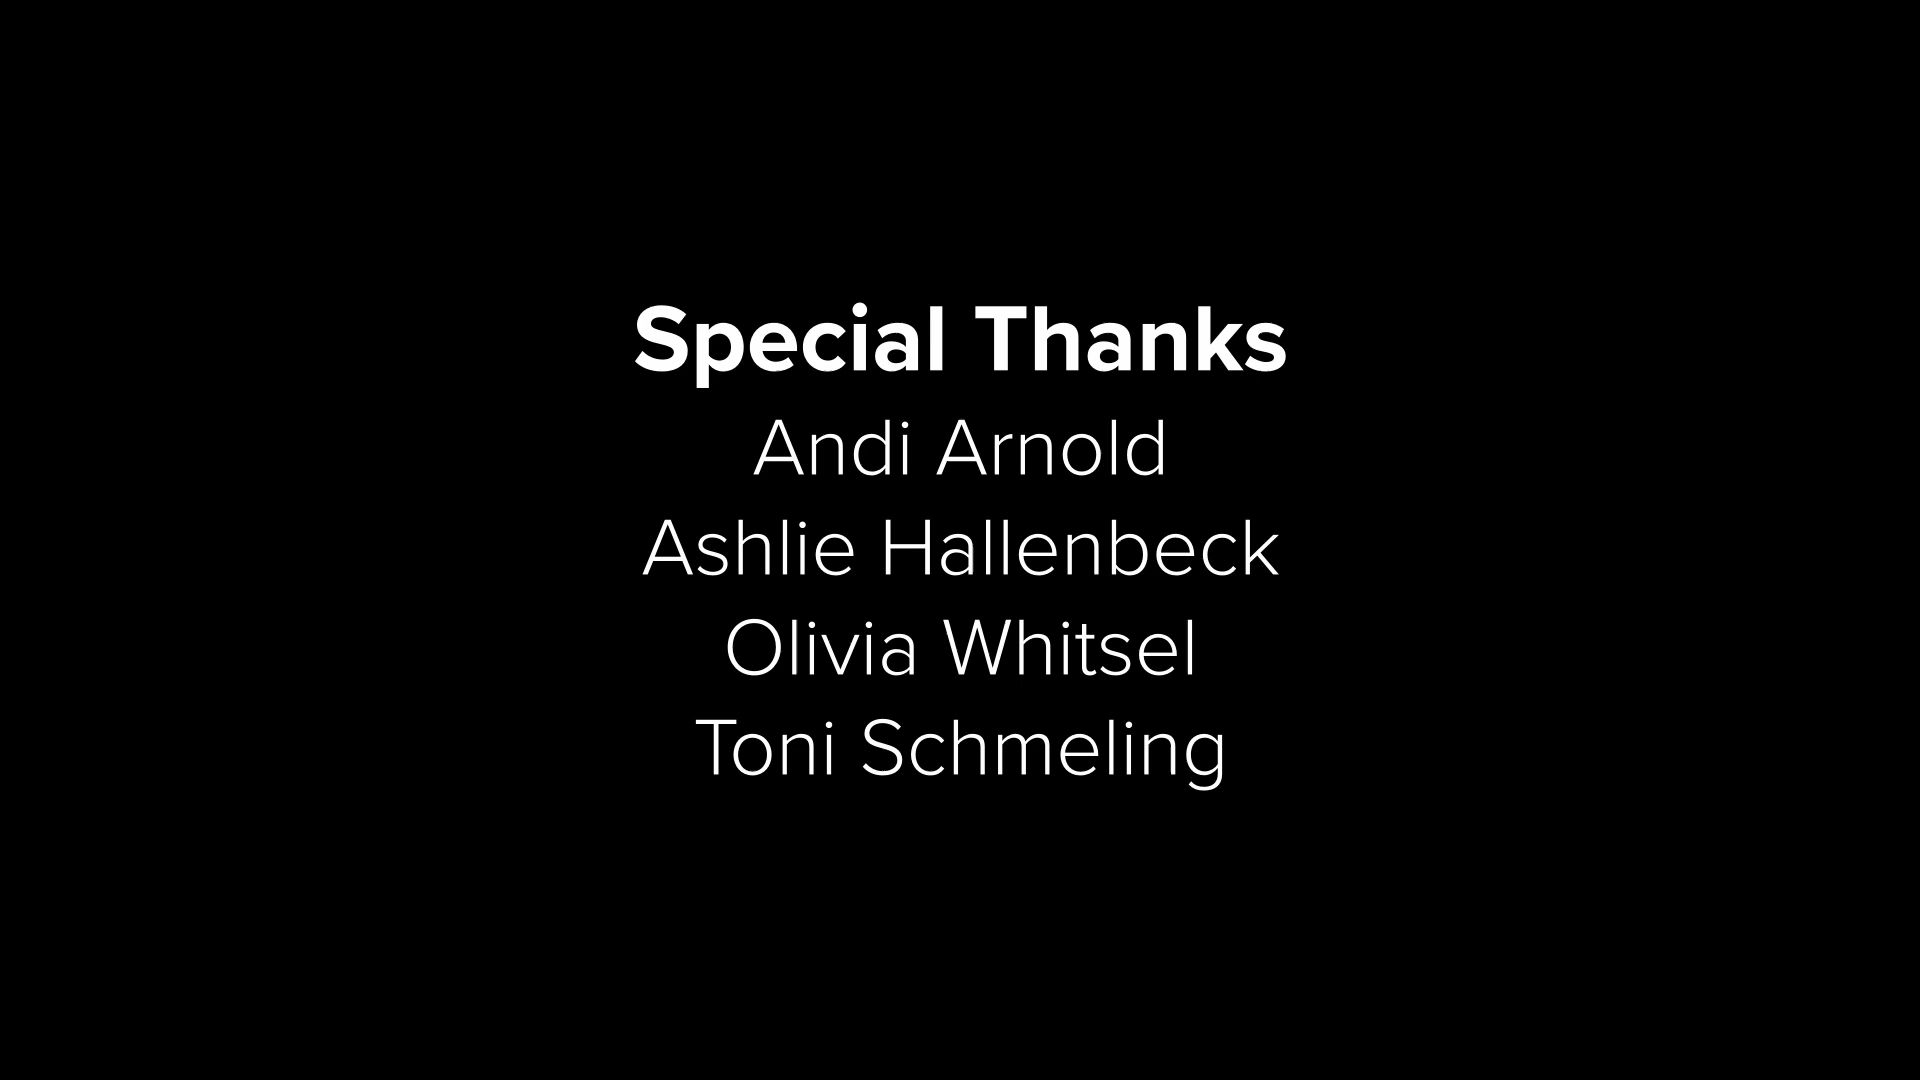 Special Thanks
Andi Arnold
Ashlie Hallenbeck
Olivia Whitsel
Toni Schmeling